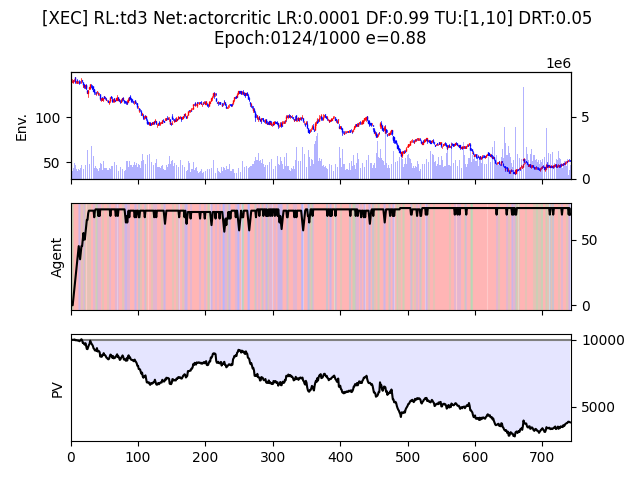 [XEC] RL:td3 Net:actorcritic LR:0.0001 DF:0.99 TU:[1,10] DRT:0.05
Epoch:0124/1000 e=0.88
1e6
Env.
100
50
5
0
Agent
50
0
PV
10000
5000
0 100 200 300 400 500 600 700